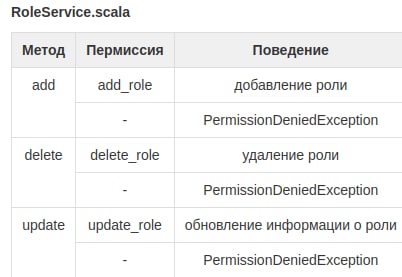 RoleService.scala
Метод Пермиссия Поведение
add add_role добавление роли
- PermissionDeniedException
delete delete_role удаление роли
- PermissionDeniedException
update update_role обновление информации о роли
- PermissionDeniedException